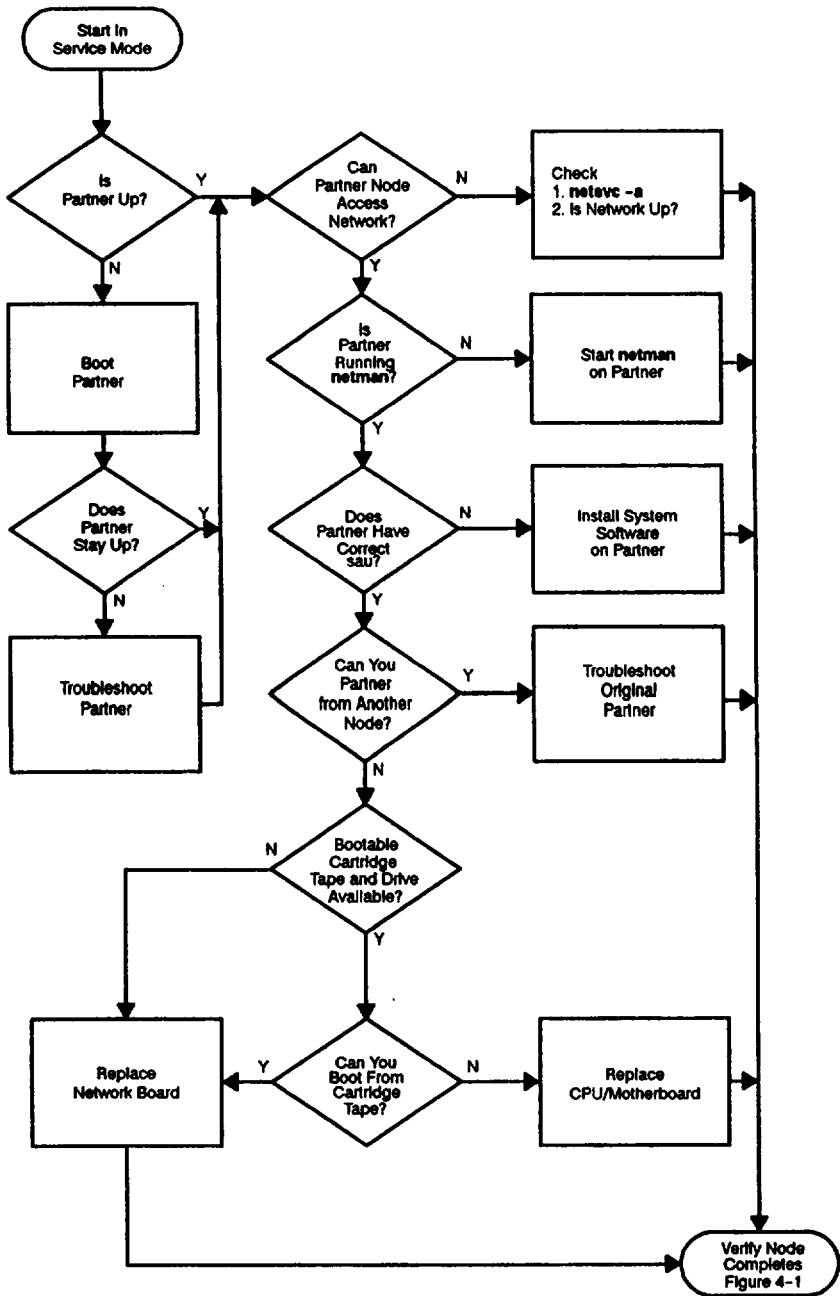 Start in
Service Mode
Is
Partner Up?
Y
N
Can
Partner Node
Access
Network?
N
Y
Check
1. netsvc -a
2. Is Network Up?
Boot
Partner
Is
Partner
Running
netman?
N
Y
Start netman
on Partner
Does
Partner
Stay Up?
Y
N
Does
Partner Have
Correct
sau?
N
Y
Install System
Software
on Partner
Troubleshoot
Partner
Can You
Partner
from Another
Node?
Y
N
Troubleshoot
Original
Partner
Bootable
Cartridge
Tape and Drive
Available?
N
Y
Replace
Network Board
Y
Can You
Boot From
Cartridge
Tape?
N
Replace
CPU/Motherboard
Verify Node
Completes
Figure 4-1